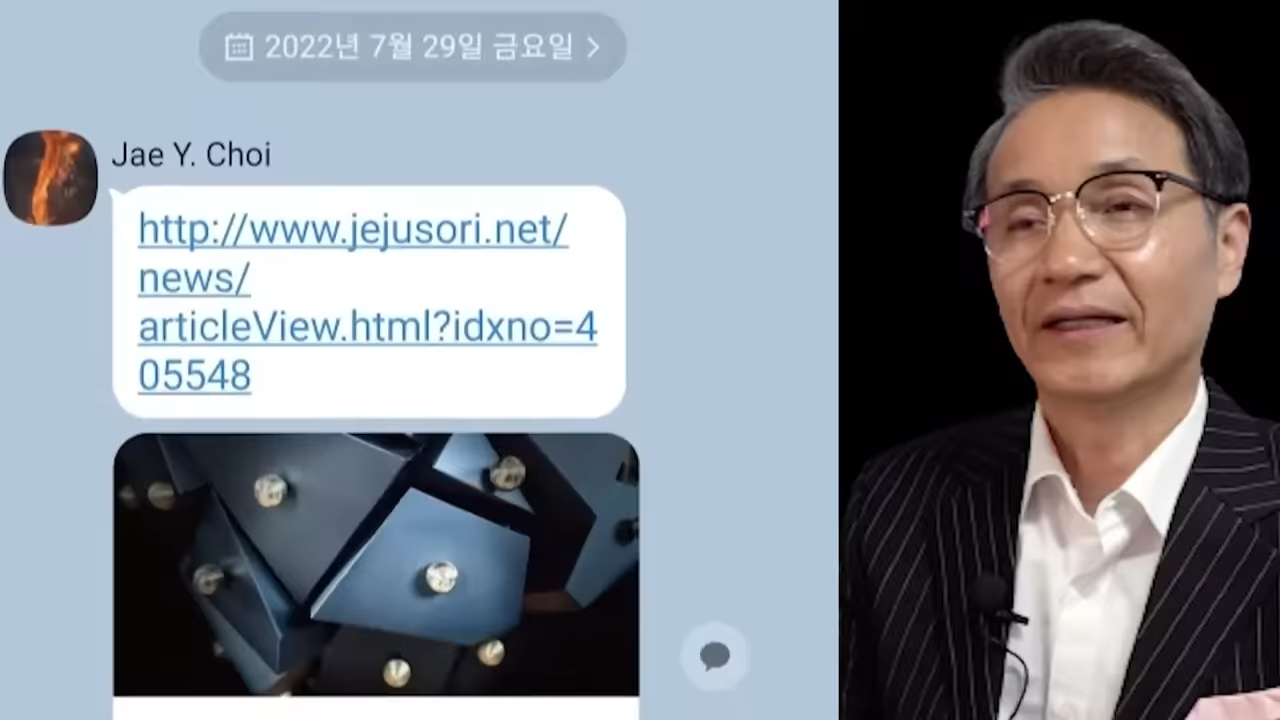 2022년 7월 29일 금요일 >
Jae Y. Choi
http://www.jejusori.net/
news/
articleView.html?idxno=4
05548